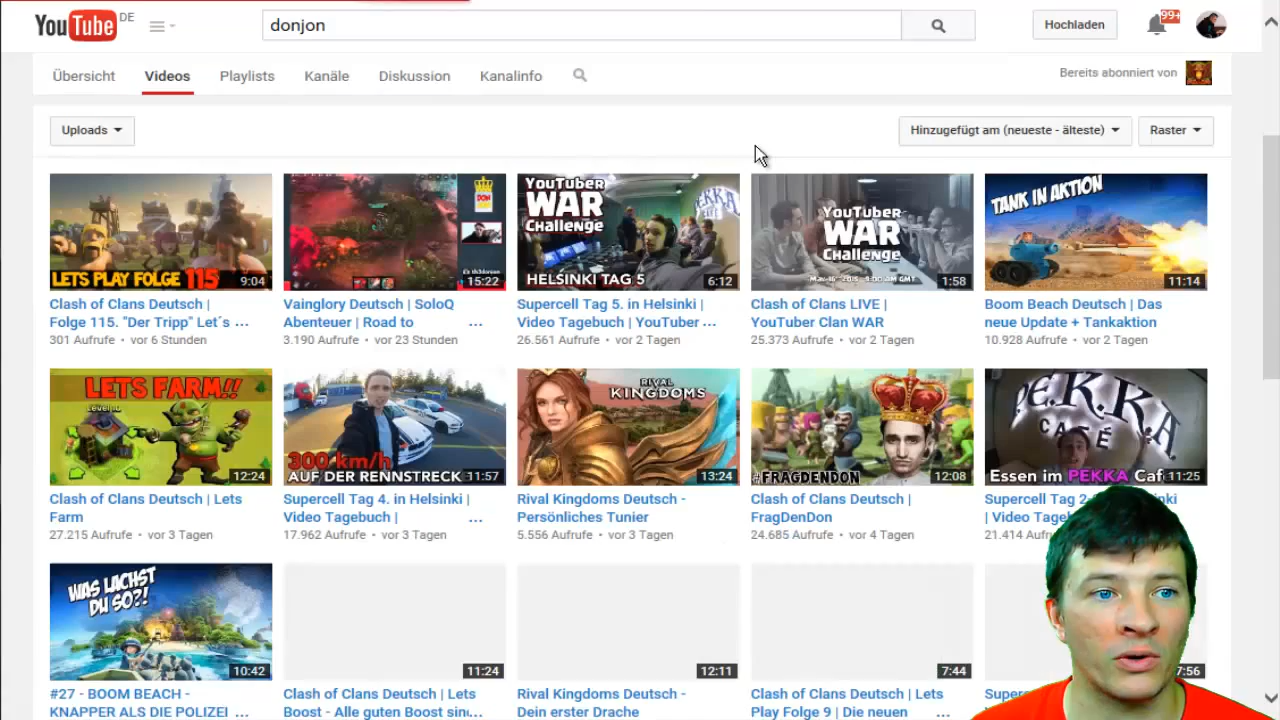 YouTube DE
donjon
Hochladen
99+
Übersicht Videos Playlists Kanäle Diskussion Kanalinfo
Bereits abonniert von
Uploads
Hinzugefügt am (neueste - älteste)
Raster
LETS PLAY FOLGE 115
9:04
DON
15:22
YouTuber
WAR
Challenge
HELSINKI TAG 5
6:12
YouTuber
WAR
Challenge
1:58
TANK IN AKTION
11:14
Clash of Clans Deutsch |
Folge 115. "Der Tripp" Let´s ...
301 Aufrufe • vor 6 Stunden
Vainglory Deutsch | SoloQ
Abenteuer | Road to ...
3.190 Aufrufe • vor 23 Stunden
Supercell Tag 5. in Helsinki |
Video Tagebuch | YouTuber ...
26.561 Aufrufe • vor 2 Tagen
Clash of Clans LIVE |
YouTuber Clan WAR
25.373 Aufrufe • vor 2 Tagen
Boom Beach Deutsch | Das
neue Update + Tankaktion
10.928 Aufrufe • vor 2 Tagen
LETS FARM!!
Level 10
12:24
300 km/h
AUF DER RENNSTRECK
11:57
RIVAL
KINGDOMS
13:24
#FRAGDENDON
12:08
P.E.K.K.A
CAFÉ
Essen im PEKKA Caf
11:25
Clash of Clans Deutsch | Lets
Farm
27.215 Aufrufe • vor 3 Tagen
Supercell Tag 4. in Helsinki |
Video Tagebuch | ...
17.962 Aufrufe • vor 3 Tagen
Rival Kingdoms Deutsch -
Persönliches Tunier
5.556 Aufrufe • vor 3 Tagen
Clash of Clans Deutsch |
FragDenDon
24.685 Aufrufe • vor 4 Tagen
Supercell Tag 2
| Video
21.414
WAS LACHST
DU SO?!
10:42
11:24
12:11
7:44
7:56
#27 - BOOM BEACH -
KNAPPER ALS DIE POLIZEI ...
Clash of Clans Deutsch | Lets
Boost - Alle guten Boost sin ...
Rival Kingdoms Deutsch -
Dein erster Drache
Clash of Clans Deutsch | Lets
Play Folge 9 | Die neuen ...